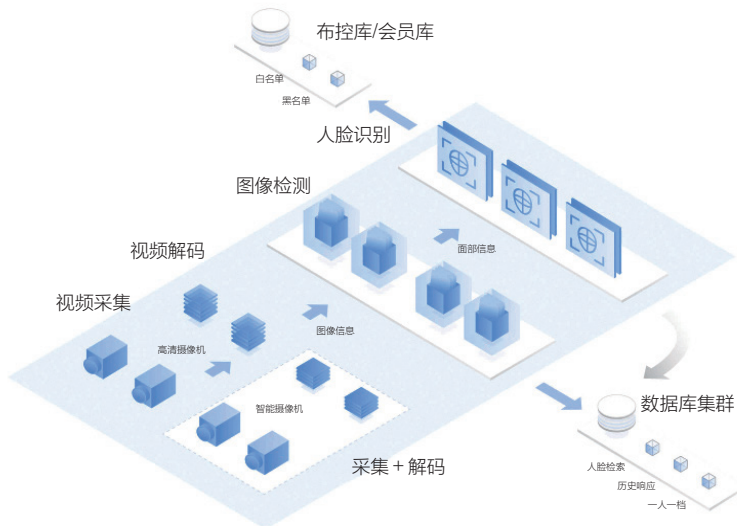 布控库/会员库
白名单
黑名单
人脸识别
图像检测
面部信息
视频解码
视频采集
图像信息
高清摄像机
智能摄像机
数据库集群
采集+解码
人脸检索
历史响应
一人一档